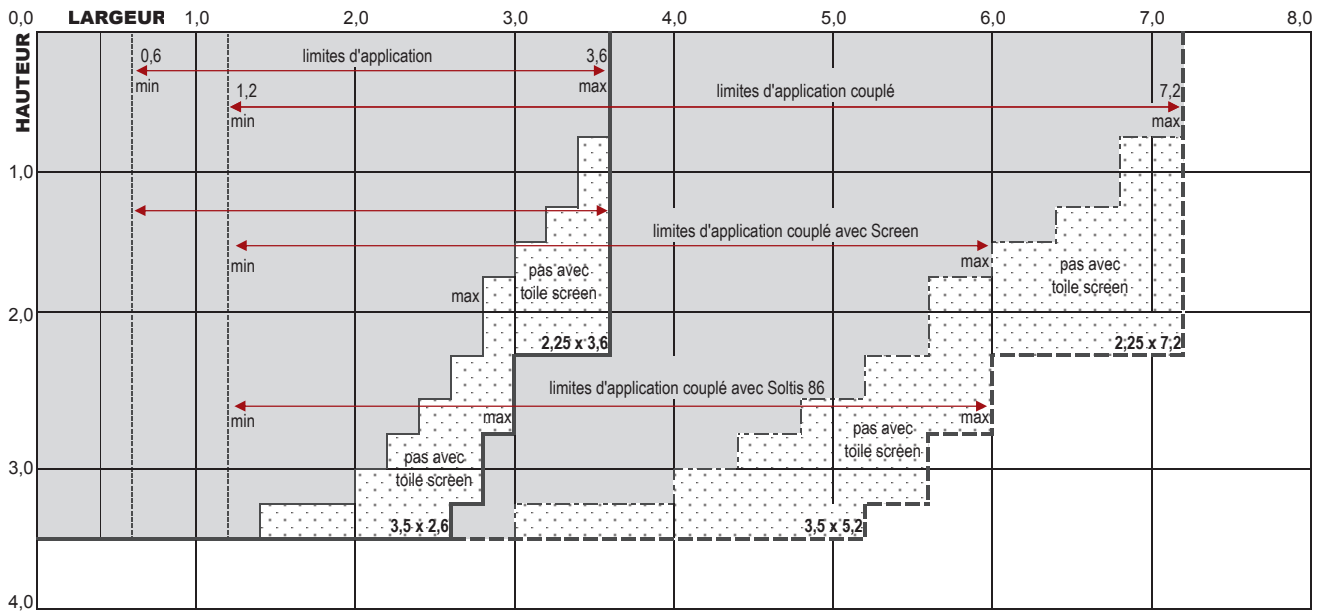 0,0 LARGEUR 1,0 2,0 3,0 4,0 5,0 6,0 7,0 8,0
HAUTEUR
0,6 limites d'application 3,6
min max
1,2 limites d'application couplé 7,2
min max
1,0
limites d'application couplé avec Screen
min max
pas avec
toile screen
pas avec
toile screen
max
2,0
2,25 x 3,6 2,25 x 7,2
limites d'application couplé avec Soltis 86
min max max
pas avec
toile screen
pas avec
toile screen
3,0
3,5 x 2,6 3,5 x 5,2
4,0